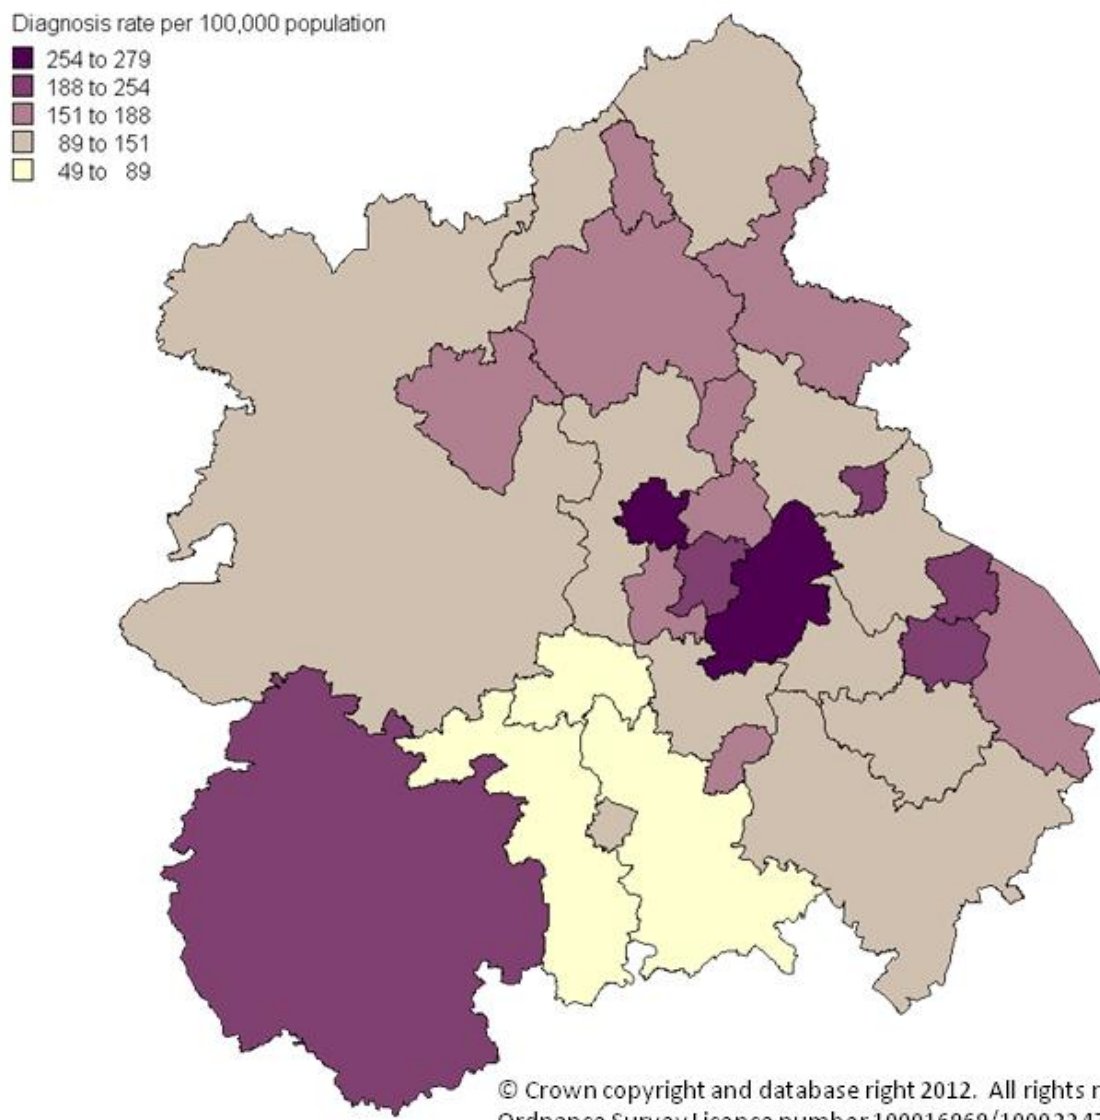 Diagnosis rate per 100,000 population
254 to 279
188 to 254
151 to 188
89 to 151
49 to 89
© Crown copyright and database right 2012. All rights
Ordnance Survey Licence number